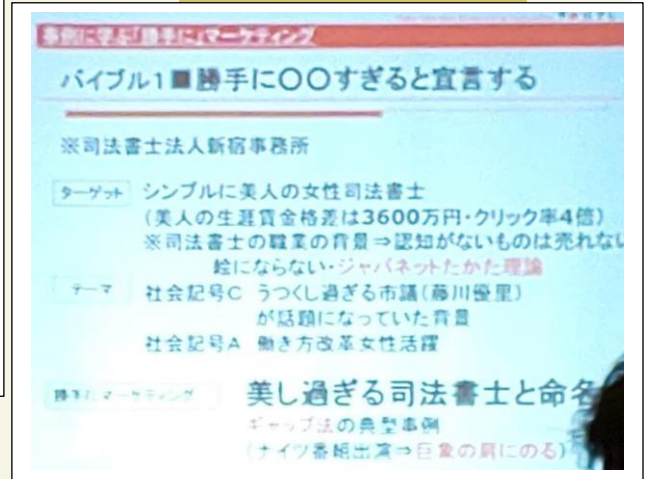 事例に学ぶ「勝手に」マーケティング
バイブル1■勝手に〇〇すぎると宣言する
※司法書士法人新宿事務所
ターゲット シンプルに美人の女性司法書士
(美人の生涯賃金格差は3600万円・クリック率4倍)
※司法書士の職業の背景⇒認知がないものは売れない
絵にならない・ジャパネットたかた理論
テーマ 社会記号C うつくし過ぎる市議(藤川優里)
が話題になっていた背景
社会記号A 働き方改革女性活躍
勝手にマーケティング 美し過ぎる司法書士と命名
ギャップ法の典型事例
(ナイツ番組出演⇒巨象の肩にのる)